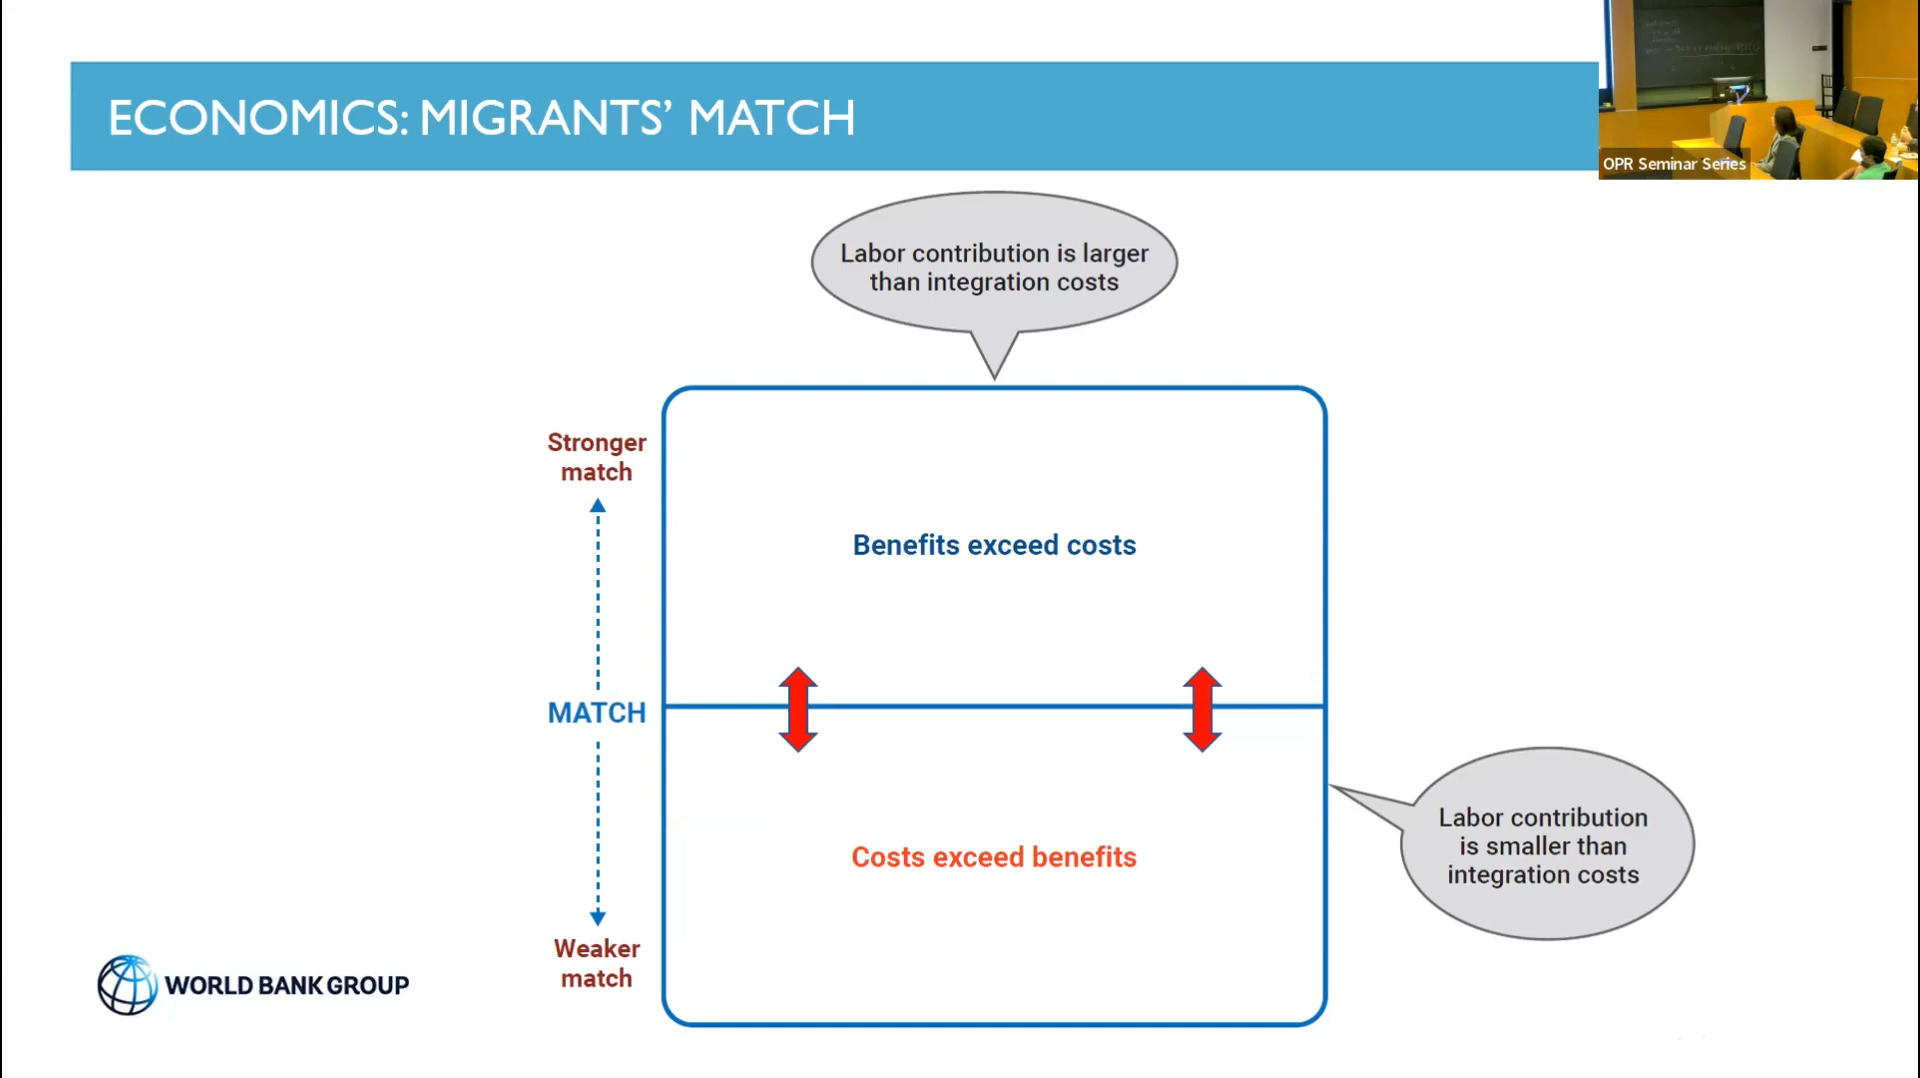 ECONOMICS: MIGRANTS’ MATCH
OPR Seminar Series
Labor contribution is larger
than integration costs
Stronger
match
Benefits exceed costs
MATCH
Costs exceed benefits
Labor contribution
is smaller than
integration costs
Weaker
match
WORLD BANK GROUP